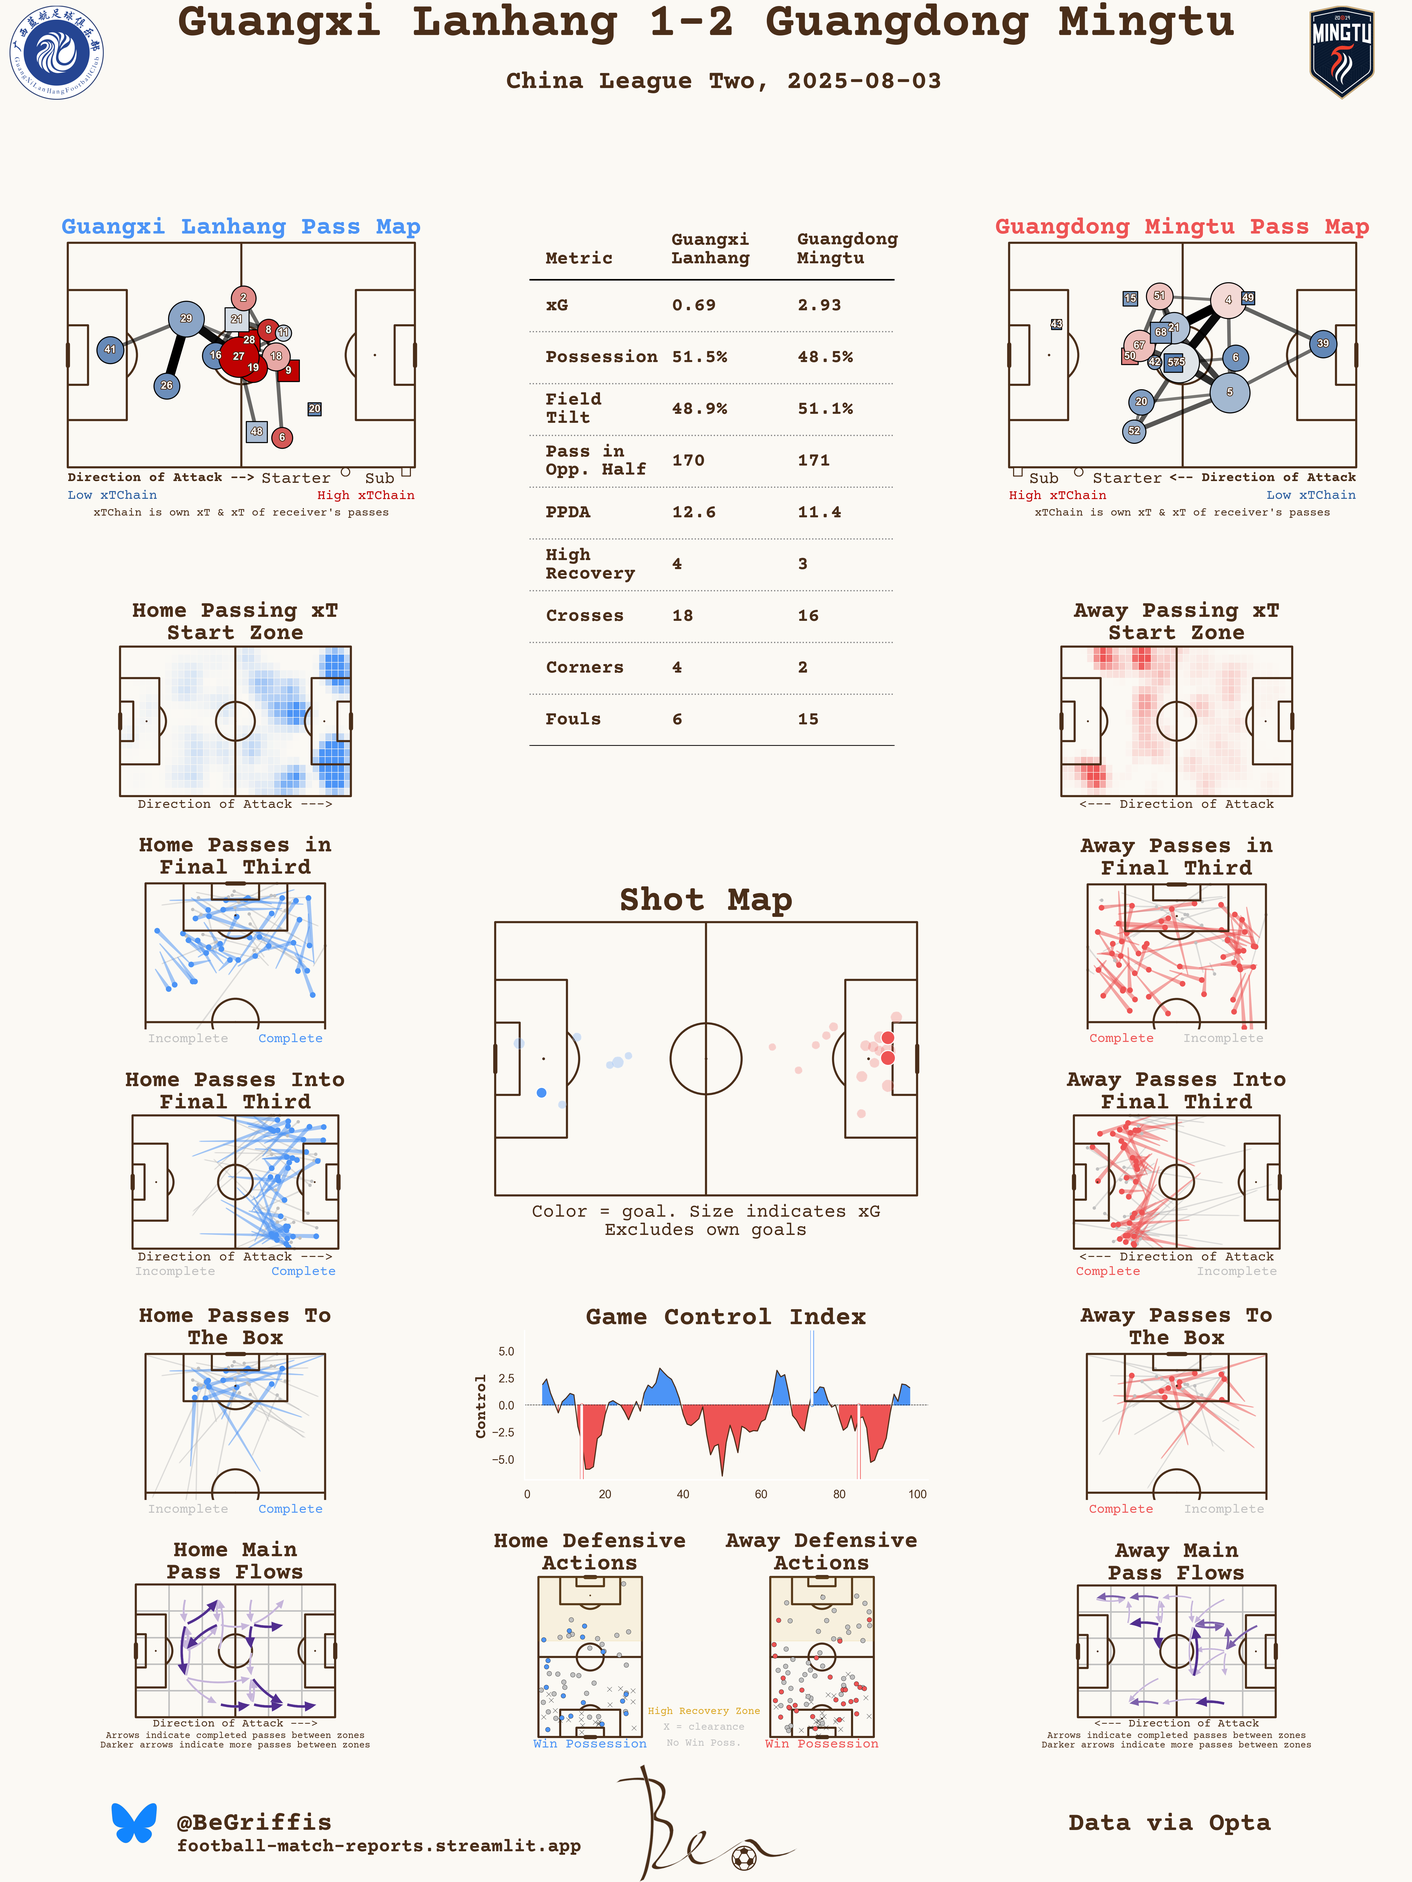 Guangxi Lanhang 1-2 Guangdong Mingtu
China League Two, 2025-08-03
广西蓝航足球俱乐部
GuangXiLanHangFootballClub
2019
MINGTU
Guangxi Lanhang Pass Map
41
29
26
2
21
8
11
28
16
27
18
19
9
20
48
6
Direction of Attack --> Starter Sub
Low xTChain High xTChain
xTChain is own xT & xT of receiver's passes
Metric Guangxi Lanhang Guangdong Mingtu
xG 0.69 2.93
Possession 51.5% 48.5%
Field Tilt 48.9% 51.1%
Pass in Opp. Half 170 171
PPDA 12.6 11.4
High Recovery 4 3
Crosses 18 16
Corners 4 2
Fouls 6 15
Guangdong Mingtu Pass Map
15
51
4
49
43
21
68
67
50
42
57
6
39
5
20
52
Sub Starter <-- Direction of Attack
High xTChain Low xTChain
xTChain is own xT & xT of receiver's passes
Home Passing xT
Start Zone
Direction of Attack --->
Away Passing xT
Start Zone
<--- Direction of Attack
Home Passes in
Final Third
Incomplete Complete
Away Passes in
Final Third
Complete Incomplete
Shot Map
Color = goal. Size indicates xG
Excludes own goals
Home Passes Into
Final Third
Direction of Attack --->
Incomplete Complete
Away Passes Into
Final Third
<--- Direction of Attack
Complete Incomplete
Home Passes To
The Box
Incomplete Complete
Game Control Index
Control
5.0
2.5
0.0
−2.5
−5.0
0 20 40 60 80 100
Away Passes To
The Box
Complete Incomplete
Home Main
Pass Flows
Direction of Attack --->
Arrows indicate completed passes between zones
Darker arrows indicate more passes between zones
Home Defensive
Actions
Win Possession
Away Defensive
Actions
Win Possession
High Recovery Zone
X = clearance
No Win Poss.
Away Main
Pass Flows
<--- Direction of Attack
Arrows indicate completed passes between zones
Darker arrows indicate more passes between zones
@BeGriffis
football-match-reports.streamlit.app
Ben
Data via Opta